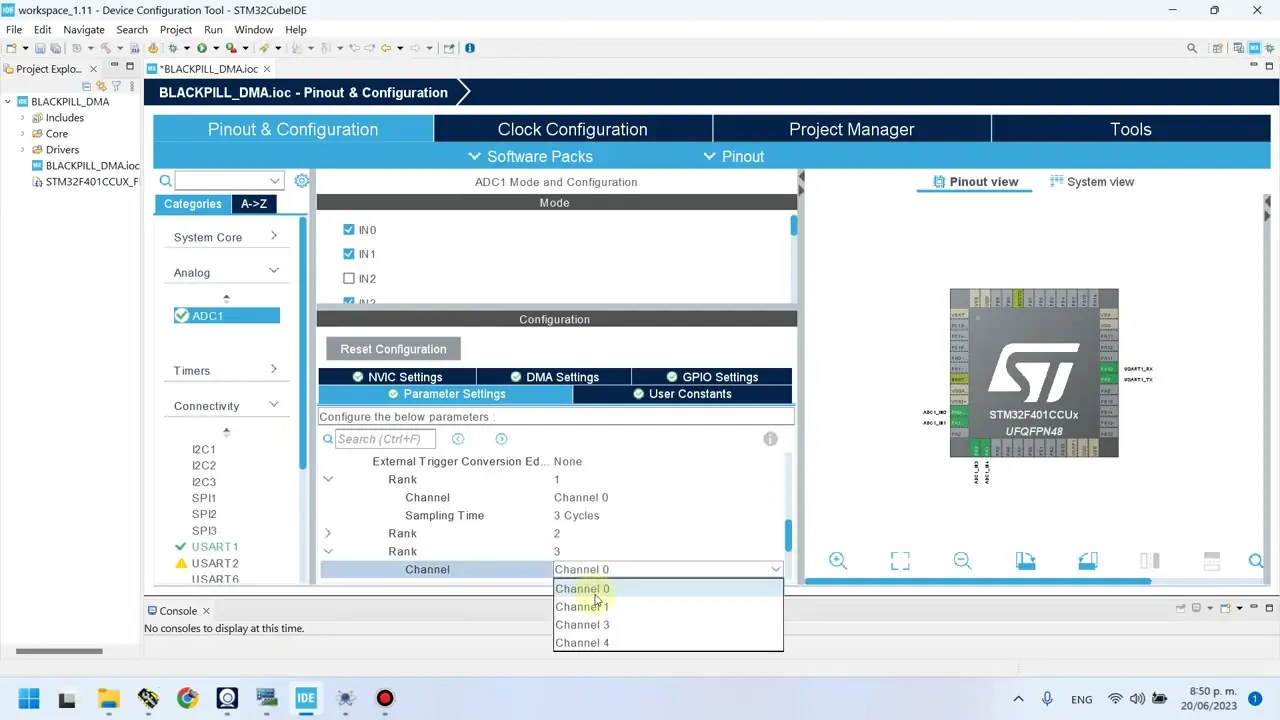 workspace_1.11 - Device Configuration Tool - STM32CubeIDE
File Edit Navigate Search Project Run Window Help
Project Explo...
*BLACKPILL_DMA.ioc
BLACKPILL_DMA
Includes
Core
Drivers
BLACKPILL_DMA.ioc
STM32F401CCUX_F
BLACKPILL_DMA.ioc - Pinout & Configuration
Pinout & Configuration
Clock Configuration
Project Manager
Tools
Software Packs
Pinout
Categories
A->Z
System Core
Analog
ADC1
Timers
Connectivity
I2C1
I2C2
I2C3
SPI1
SPI2
SPI3
USART1
USART2
USART6
ADC1 Mode and Configuration
Mode
IN0
IN1
IN2
IN3
Configuration
Reset Configuration
NVIC Settings
DMA Settings
GPIO Settings
Parameter Settings
User Constants
Configure the below parameters :
Search (Ctrl+F)
External Trigger Conversion Ed... None
Rank 1
Channel Channel 0
Sampling Time 3 Cycles
Rank 2
Rank 3
Channel Channel 0
Channel 0
Channel 1
Channel 3
Channel 4
Pinout view
System view
USART1_RX
USART1_TX
STM32F401CCUx
UFQFPN48
Console
No consoles to display at this time.
IDE
ENG
8:50 p. m.
20/06/2023
1